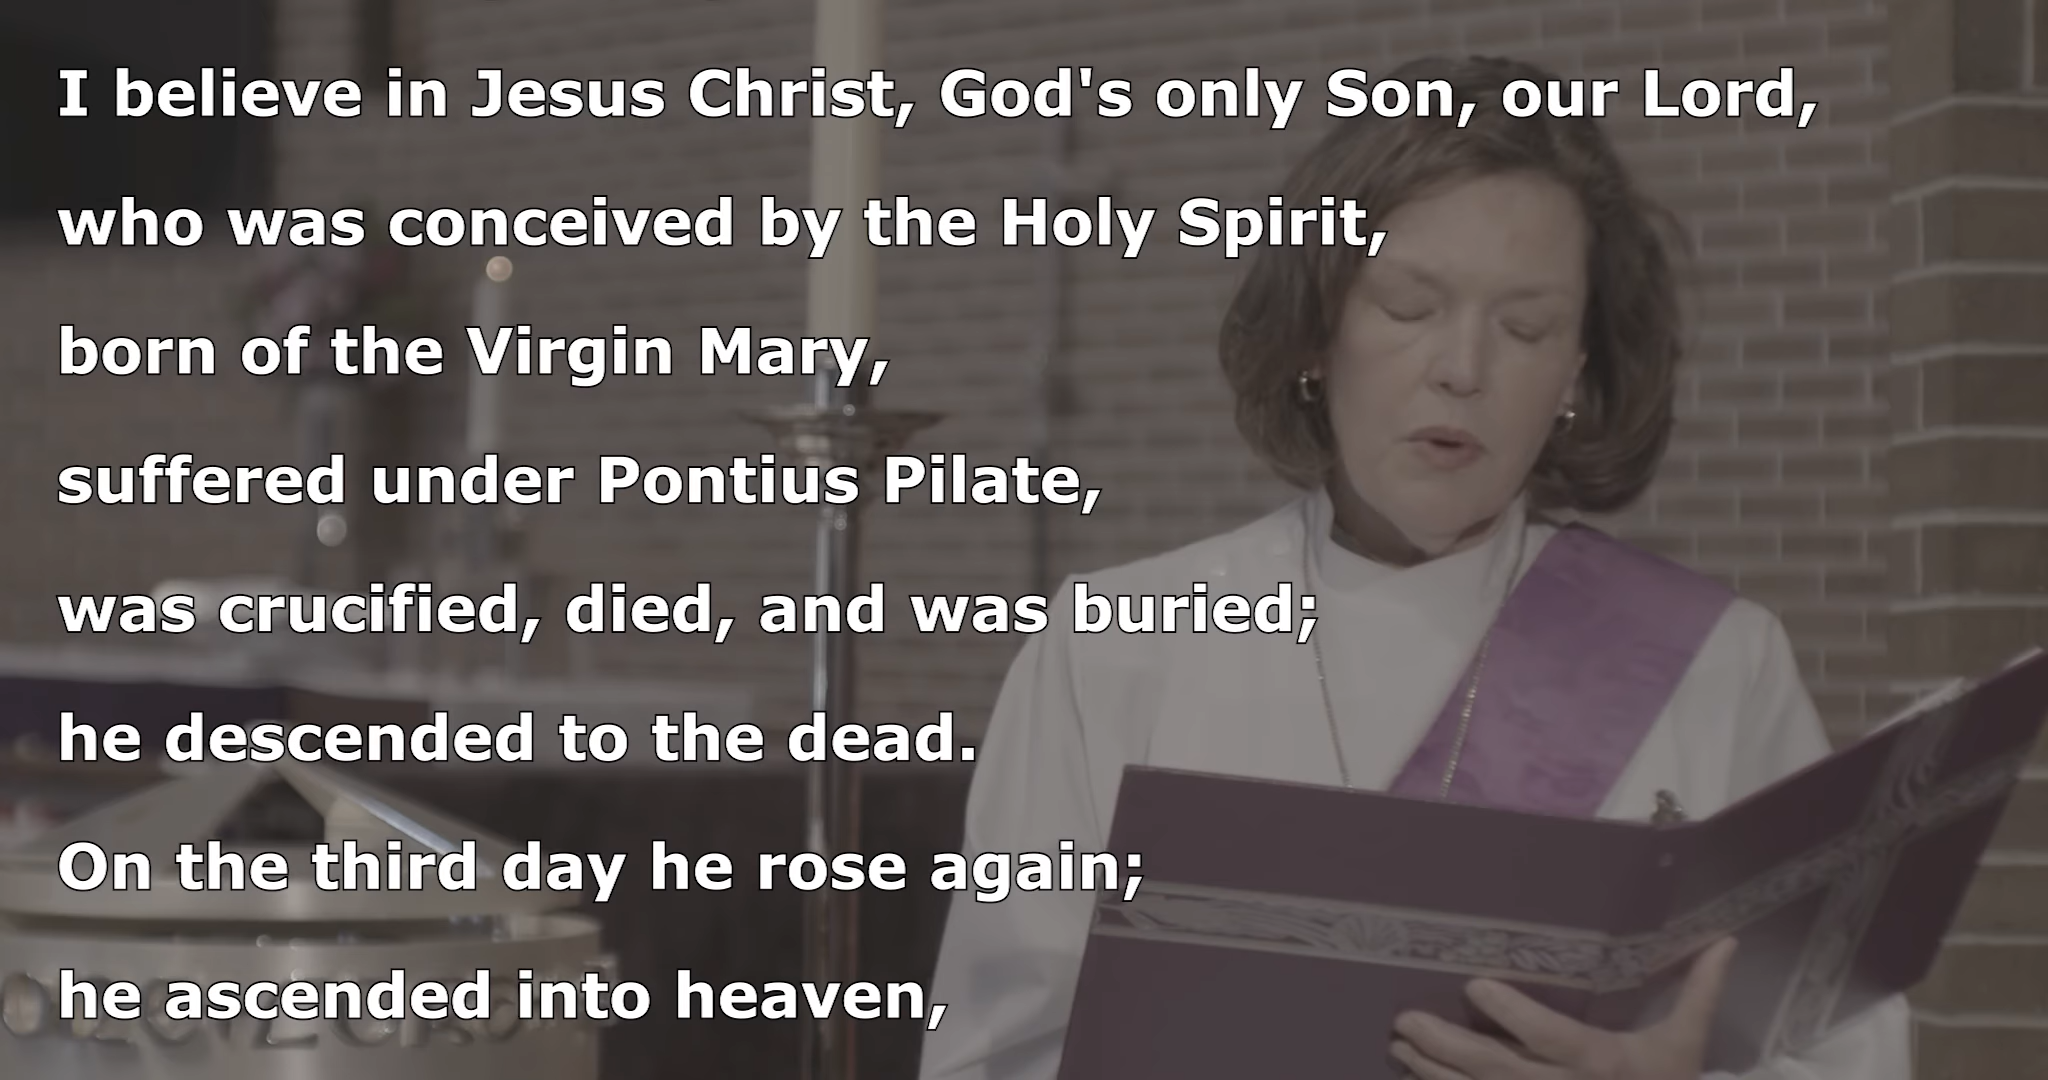 I believe in Jesus Christ, God's only Son, our Lord,
who was conceived by the Holy Spirit,
born of the Virgin Mary,
suffered under Pontius Pilate,
was crucified, died, and was buried;
he descended to the dead.
On the third day he rose again;
he ascended into heaven,